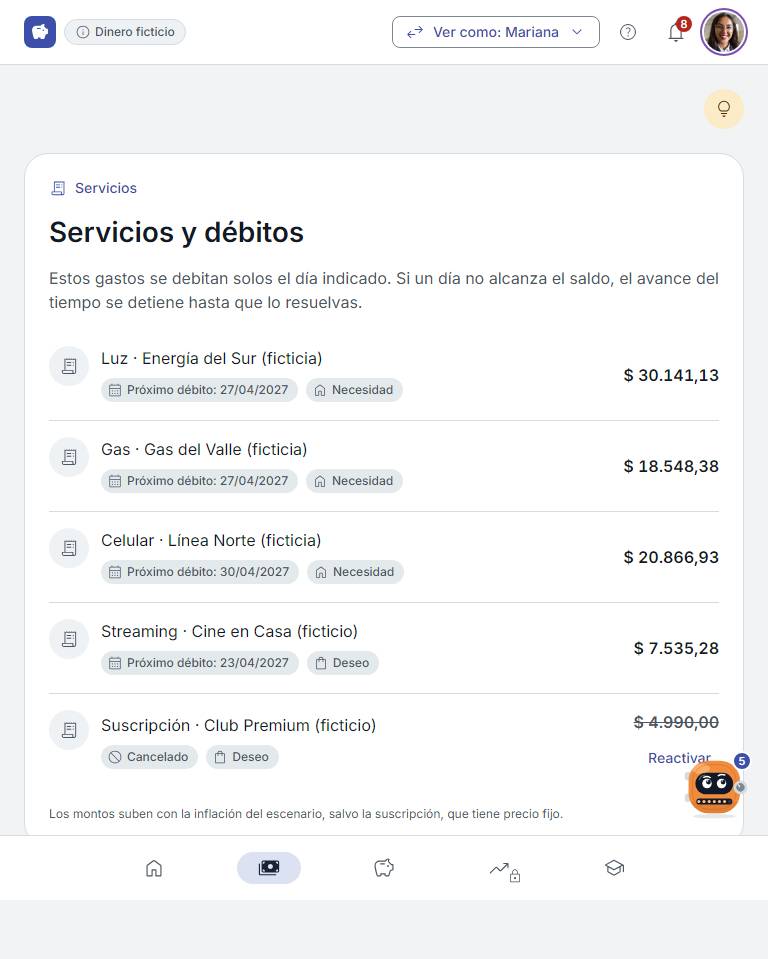 Dinero ficticio
Ver como: Mariana
8
Servicios
Servicios y débitos
Estos gastos se debitan solos el día indicado. Si un día no alcanza el saldo, el avance del
tiempo se detiene hasta que lo resuelvas.
Luz · Energía del Sur (ficticia)
Próximo débito: 27/04/2027
Necesidad
$ 30.141,13
Gas · Gas del Valle (ficticia)
Próximo débito: 27/04/2027
Necesidad
$ 18.548,38
Celular · Línea Norte (ficticia)
Próximo débito: 30/04/2027
Necesidad
$ 20.866,93
Streaming · Cine en Casa (ficticio)
Próximo débito: 23/04/2027
Deseo
$ 7.535,28
Suscripción · Club Premium (ficticio)
Cancelado
Deseo
$ 4.990,00
Reactivar
5
Los montos suben con la inflación del escenario, salvo la suscripción, que tiene precio fijo.